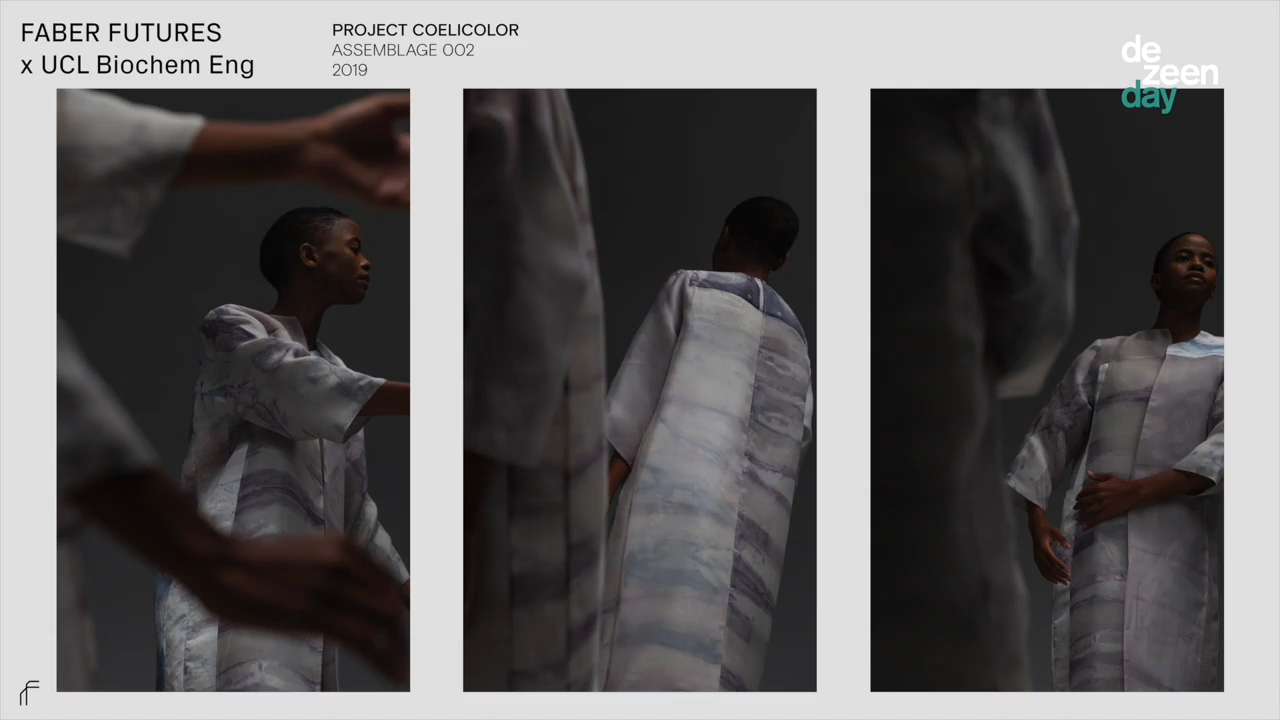 FABER FUTURES
x UCL Biochem Eng
PROJECT COELICOLOR
ASSEMBLAGE 002
2019
de
zeen
day